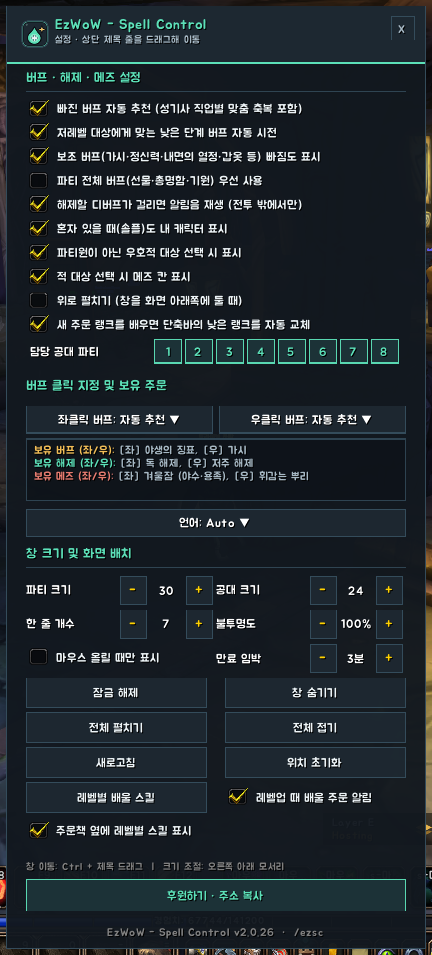 EzWoW - Spell Control
설정 · 상단 제목 줄을 드래그해 이동
X
버프 · 해제 · 메즈 설정
빠진 버프 자동 추천 (성기사 직업별 맞춤 축복 포함)
저레벨 대상에게 맞는 낮은 단계 버프 자동 시전
보조 버프(가시·정신력·내면의 열정·갑옷 등) 빠짐도 표시
파티 전체 버프(선물·총명함·기원) 우선 사용
해제할 디버프가 걸리면 알림음 재생 (전투 밖에서만)
혼자 있을 때(솔플)도 내 캐릭터 표시
파티원이 아닌 우호적 대상 선택 시 표시
적 대상 선택 시 메즈 칸 표시
위로 펼치기 (창을 화면 아래쪽에 둘 때)
새 주문 랭크를 배우면 단축바의 낮은 랭크를 자동 교체
담당 공대 파티 1 2 3 4 5 6 7 8
버프 클릭 지정 및 보유 주문
좌클릭 버프: 자동 추천 ▼ 우클릭 버프: 자동 추천 ▼
보유 버프 (좌/우): [좌] 야생의 징표, [우] 가시
보유 해제 (좌/우): [좌] 독 해제, [우] 저주 해제
보유 메즈 (좌/우): [좌] 겨울잠 (야수·용족), [우] 휘감는 뿌리
언어: Auto ▼
창 크기 및 화면 배치
파티 크기 - 30 + 공대 크기 - 24 +
한 줄 개수 - 7 + 불투명도 - 100% +
마우스 올릴 때만 표시 만료 임박 - 3분 +
잠금 해제 창 숨기기
전체 펼치기 전체 접기
새로고침 위치 초기화
레벨별 배울 스킬 레벨업 때 배울 주문 알림
주문책 옆에 레벨별 스킬 표시
창 이동: Ctrl + 제목 드래그 | 크기 조절: 오른쪽 아래 모서리
후원하기 · 주소 복사
EzWoW - Spell Control v2.0.26 · /ezsc